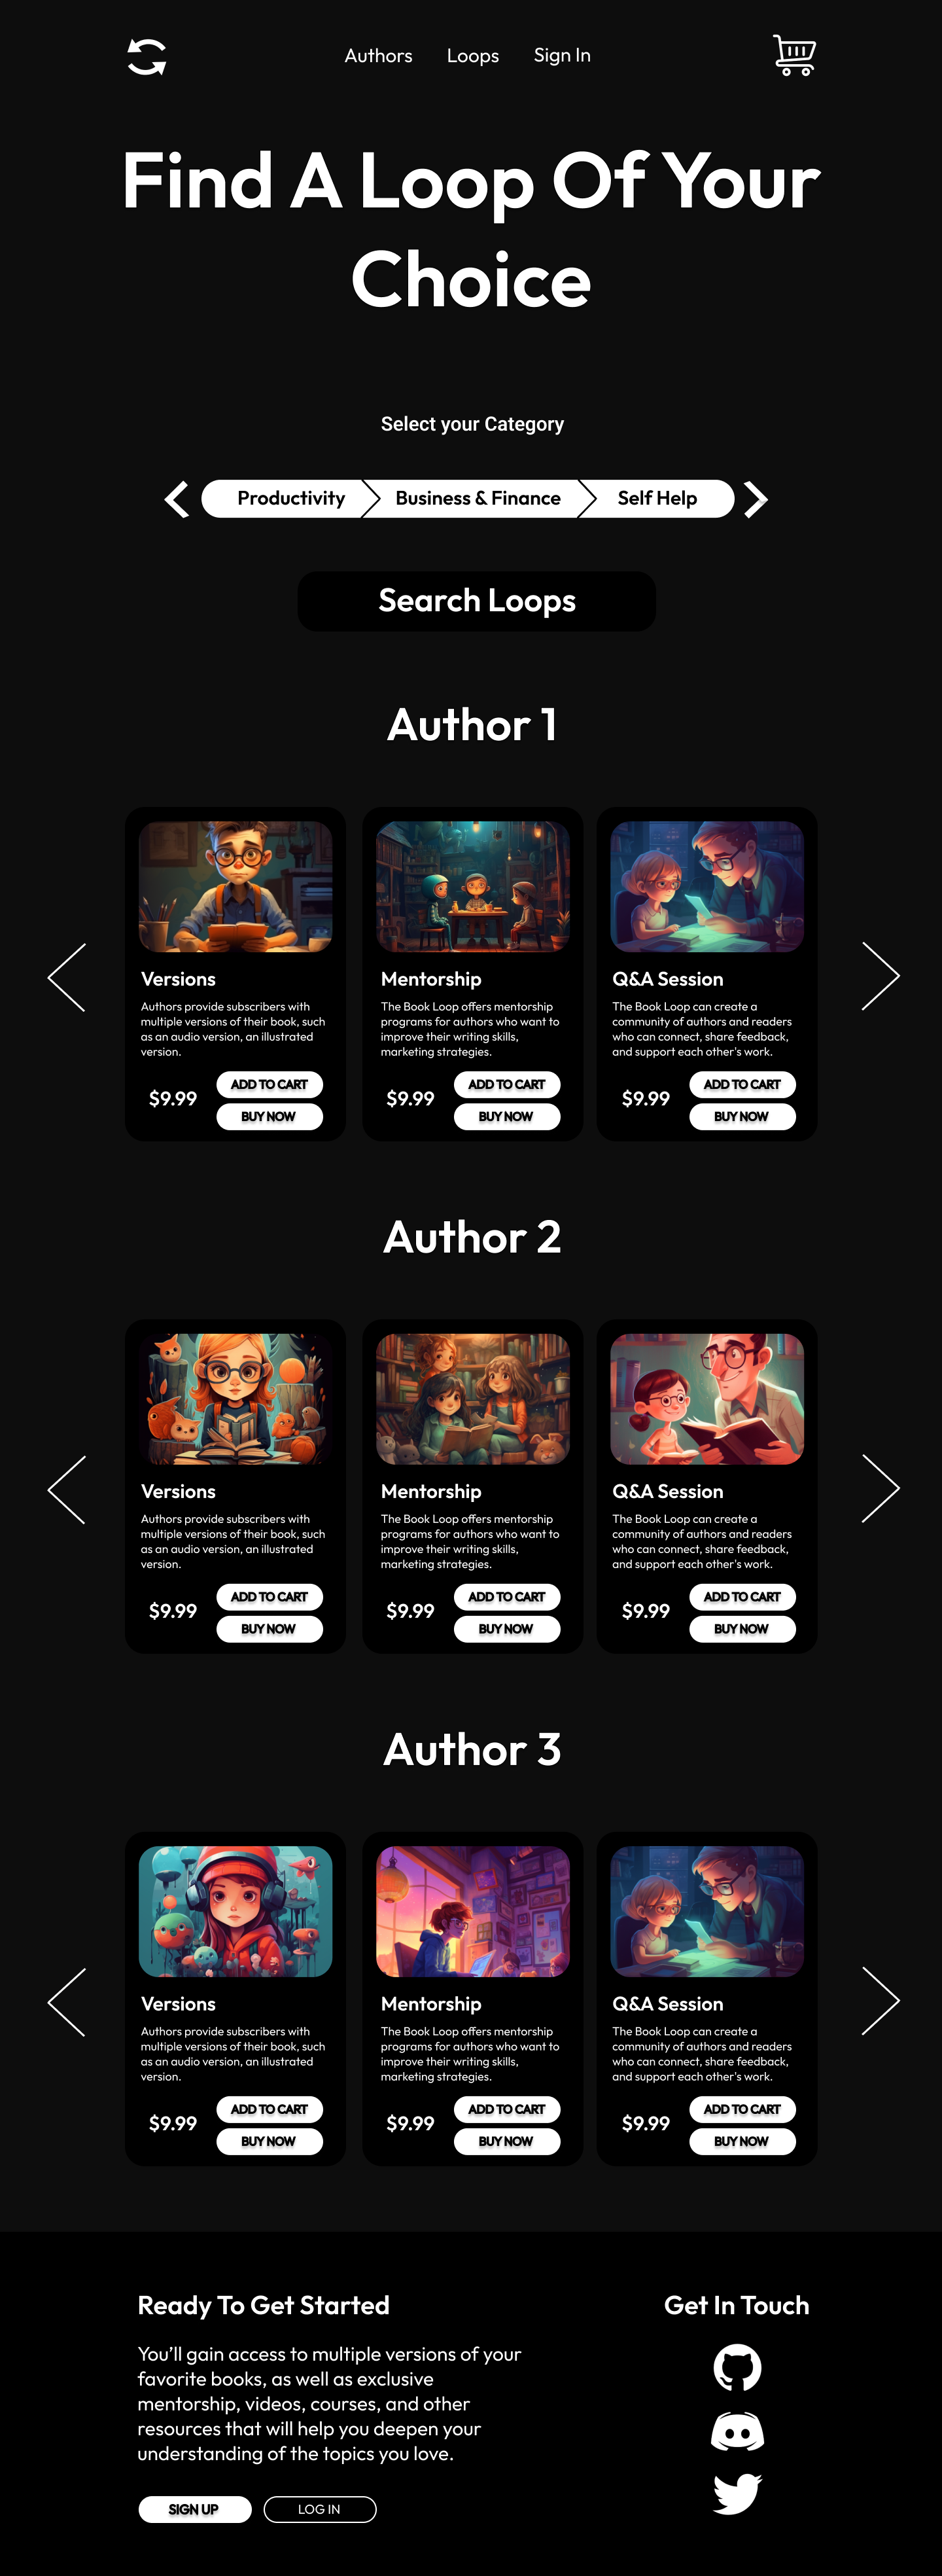 Authors Loops Sign In
Find A Loop Of Your
Choice
Select your Category
Productivity Business & Finance Self Help
Search Loops
Author 1
Versions
Authors provide subscribers with
multiple versions of their book, such
as an audio version, an illustrated
version.
$9.99
ADD TO CART
BUY NOW
Mentorship
The Book Loop offers mentorship
programs for authors who want to
improve their writing skills,
marketing strategies.
$9.99
ADD TO CART
BUY NOW
Q&A Session
The Book Loop can create a
community of authors and readers
who can connect, share feedback,
and support each other's work.
$9.99
ADD TO CART
BUY NOW
Author 2
Versions
Authors provide subscribers with
multiple versions of their book, such
as an audio version, an illustrated
version.
$9.99
ADD TO CART
BUY NOW
Mentorship
The Book Loop offers mentorship
programs for authors who want to
improve their writing skills,
marketing strategies.
$9.99
ADD TO CART
BUY NOW
Q&A Session
The Book Loop can create a
community of authors and readers
who can connect, share feedback,
and support each other's work.
$9.99
ADD TO CART
BUY NOW
Author 3
Versions
Authors provide subscribers with
multiple versions of their book, such
as an audio version, an illustrated
version.
$9.99
ADD TO CART
BUY NOW
Mentorship
The Book Loop offers mentorship
programs for authors who want to
improve their writing skills,
marketing strategies.
$9.99
ADD TO CART
BUY NOW
Q&A Session
The Book Loop can create a
community of authors and readers
who can connect, share feedback,
and support each other's work.
$9.99
ADD TO CART
BUY NOW
Ready To Get Started
You’ll gain access to multiple versions of your
favorite books, as well as exclusive
mentorship, videos, courses, and other
resources that will help you deepen your
understanding of the topics you love.
SIGN UP
LOG IN
Get In Touch